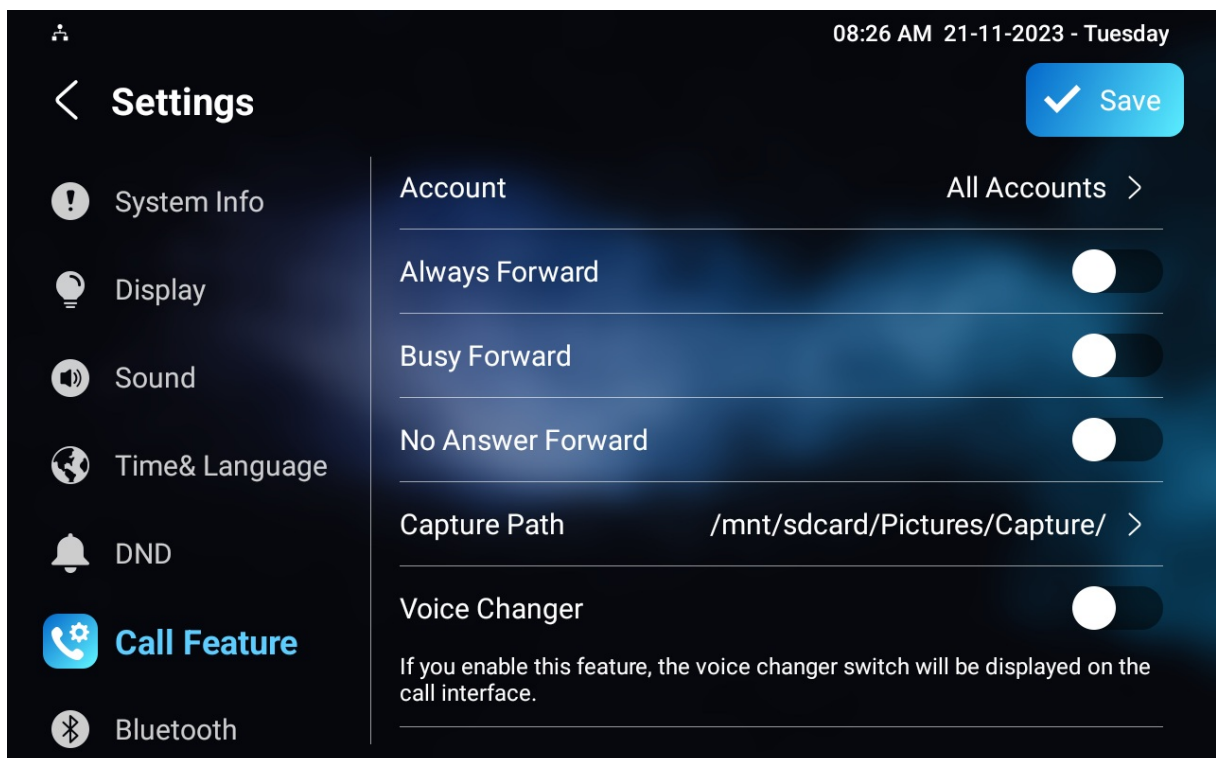 08:26 AM 21-11-2023 - Tuesday
Settings
Save
System Info
Display
Sound
Time& Language
DND
Call Feature
Bluetooth
Account
All Accounts
Always Forward
Busy Forward
No Answer Forward
Capture Path
/mnt/sdcard/Pictures/Capture/
Voice Changer
If you enable this feature, the voice changer switch will be displayed on the
call interface.